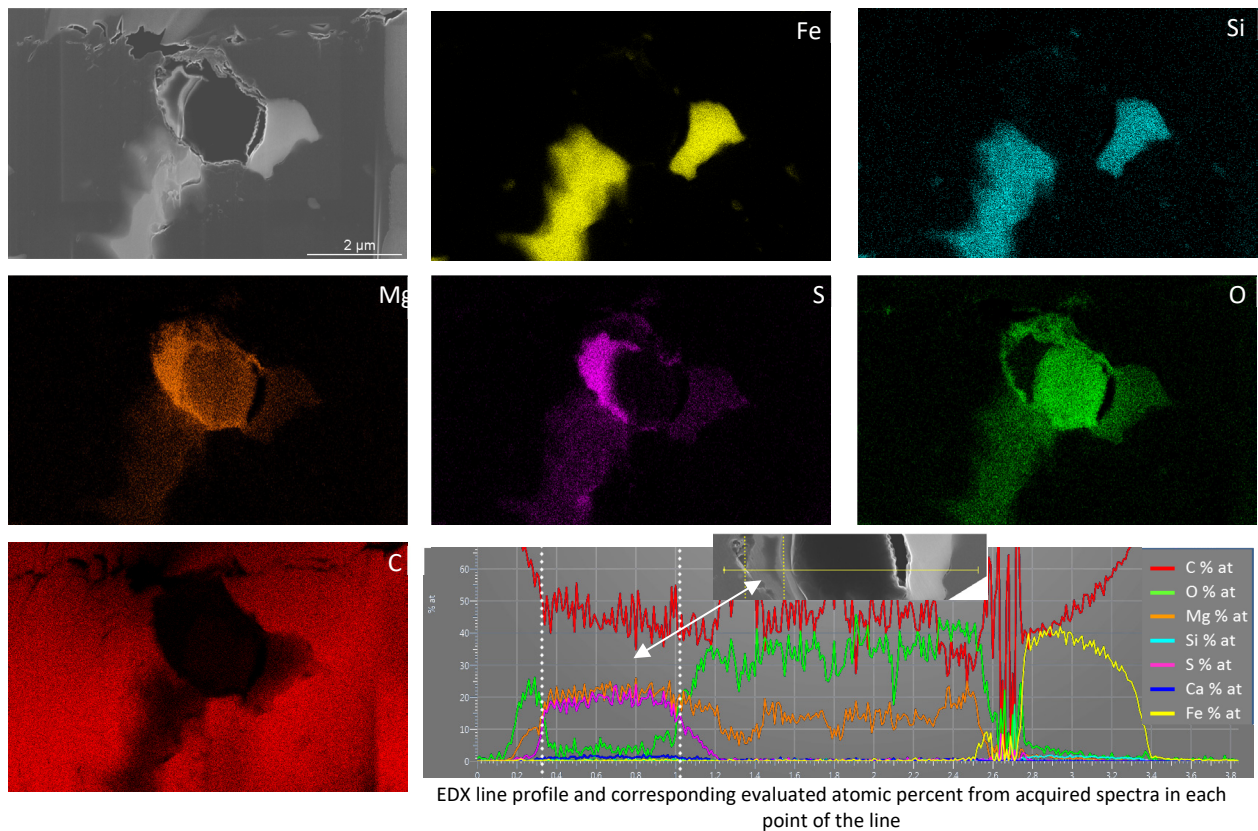 Fe
Si
2 µm
Mg
S
O
C
% at
60
50
40
30
20
10
0
C % at
O % at
Mg % at
Si % at
S % at
Ca % at
Fe % at
0 0.2 0.4 0.6 0.8 1.0 1.2 1.4 1.6 1.8 2.0 2.2 2.4 2.6 2.8 3 3.2 3.4 3.6 3.8
EDX line profile and corresponding evaluated atomic percent from acquired spectra in each
point of the line